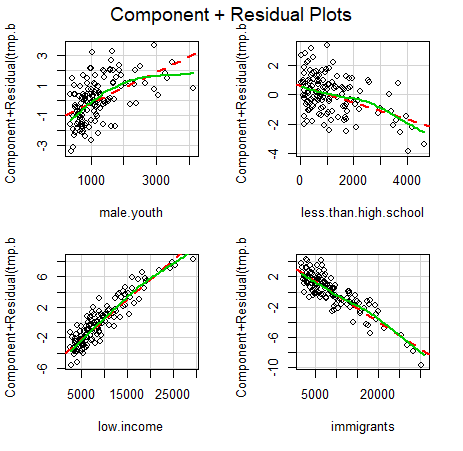 Component + Residual Plots
Component+Residual(tmp.b
3
1
-1
-3
1000
3000
male.youth
Component+Residual(tmp.b
2
0
-2
-4
0
2000
4000
less.than.high.school
Component+Residual(tmp.b
6
2
-2
-6
5000
15000
25000
low.income
Component+Residual(tmp.b
2
-2
-6
-10
5000
20000
immigrants